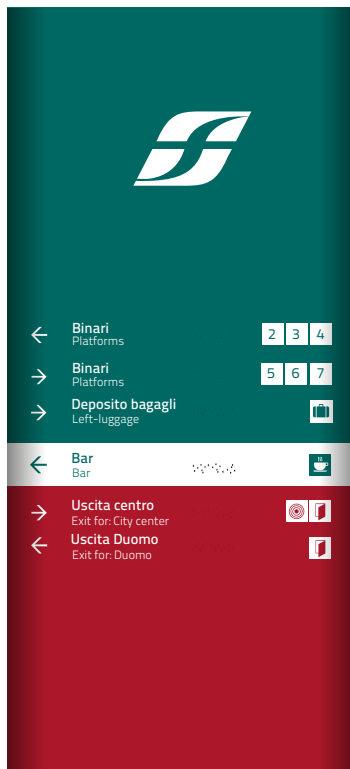 Binari
Platforms
2 3 4
Binari
Platforms
5 6 7
Deposito bagagli
Left-luggage
Bar
Bar
Uscita centro
Exit for: City center
Uscita Duomo
Exit for: Duomo